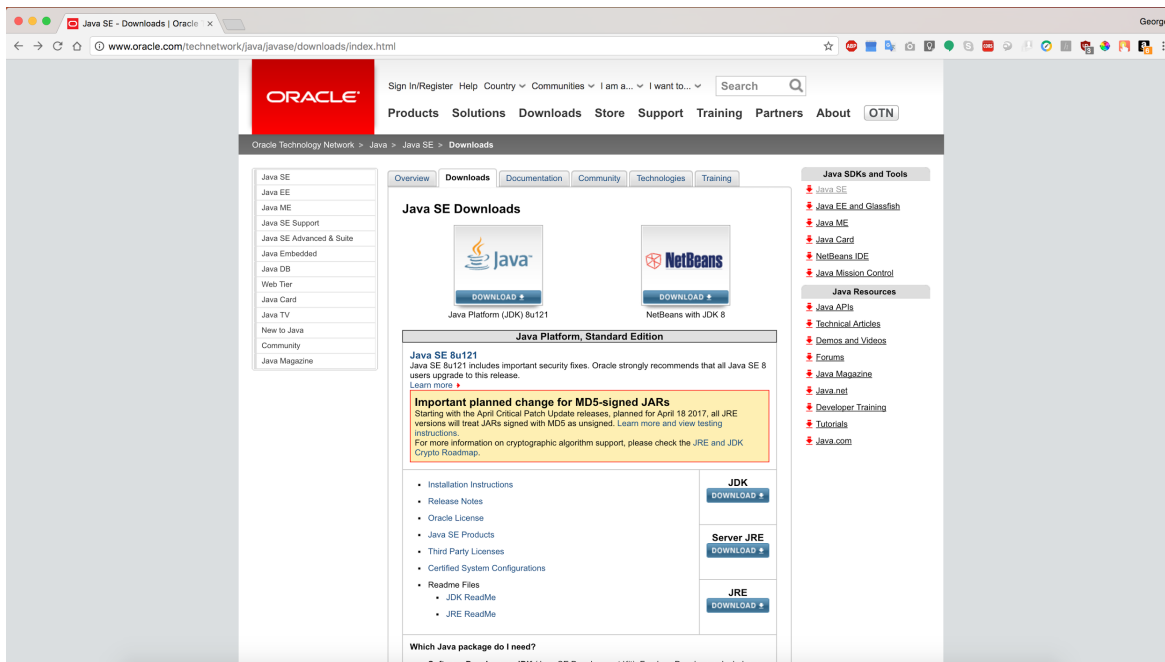 Java SE - Downloads | Oracle
George
www.oracle.com/technetwork/java/javase/downloads/index.html
ORACLE
Sign In/Register Help Country Communities I am a... I want to... Search
Products Solutions Downloads Store Support Training Partners About OTN
Oracle Technology Network > Java > Java SE > Downloads
Java SE
Java EE
Java ME
Java SE Support
Java SE Advanced & Suite
Java Embedded
Java DB
Web Tier
Java Card
Java TV
New to Java
Community
Java Magazine
Overview Downloads Documentation Community Technologies Training
Java SE Downloads
Java
DOWNLOAD
Java Platform (JDK) 8u121
NetBeans
DOWNLOAD
NetBeans with JDK 8
Java Platform, Standard Edition
Java SE 8u121
Java SE 8u121 includes important security fixes. Oracle strongly recommends that all Java SE 8
users upgrade to this release.
Learn more
Important planned change for MD5-signed JARs
Starting with the April Critical Patch Update releases, planned for April 18 2017, all JRE
versions will treat JARs signed with MD5 as unsigned. Learn more and view testing
instructions.
For more information on cryptographic algorithm support, please check the JRE and JDK
Crypto Roadmap.
• Installation Instructions
• Release Notes
• Oracle License
• Java SE Products
• Third Party Licenses
• Certified System Configurations
• Readme Files
• JDK ReadMe
• JRE ReadMe
JDK
DOWNLOAD
Server JRE
DOWNLOAD
JRE
DOWNLOAD
Which Java package do I need?
Java SDKs and Tools
Java SE
Java EE and Glassfish
Java ME
Java Card
NetBeans IDE
Java Mission Control
Java Resources
Java APIs
Technical Articles
Demos and Videos
Forums
Java Magazine
Java.net
Developer Training
Tutorials
Java.com